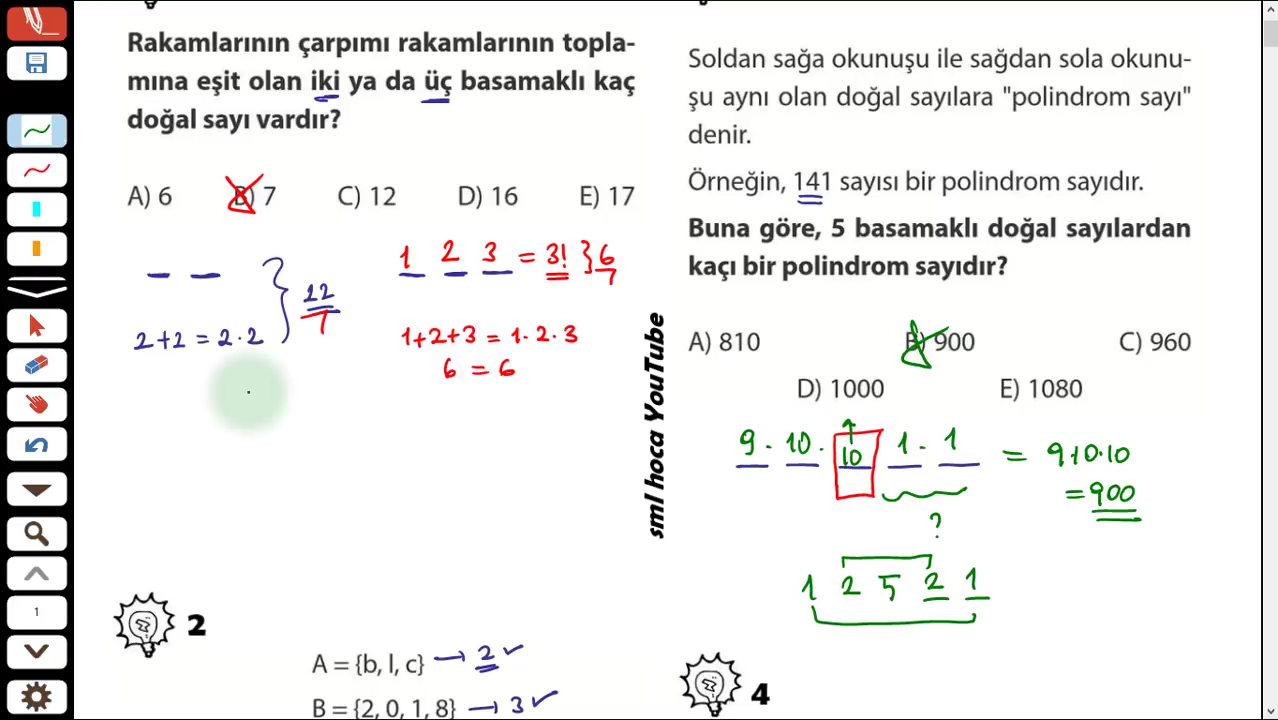 Rakamlarının çarpımı rakamlarının topla-
mına eşit olan iki ya da üç basamaklı kaç
doğal sayı vardır?
A) 6 B) 7 C) 12 D) 16 E) 17
1 2 3 = 3! } 6
7
22
1
2+2 = 2·2
1+2+3 = 1·2·3
6 = 6
2
A = {b, l, c} → 2 ✓
B = {2, 0, 1, 8} → 3 ✓
sml hoca YouTube
Soldan sağa okunuşu ile sağdan sola okunu-
şu aynı olan doğal sayılara "polindrom sayı"
denir.
Örneğin, 141 sayısı bir polindrom sayıdır.
Buna göre, 5 basamaklı doğal sayılardan
kaçı bir polindrom sayıdır?
A) 810 B) 900 C) 960
D) 1000 E) 1080
9 · 10 · 10 1 · 1 = 9·10·10
= 900
?
1 2 5 2 1
4
1